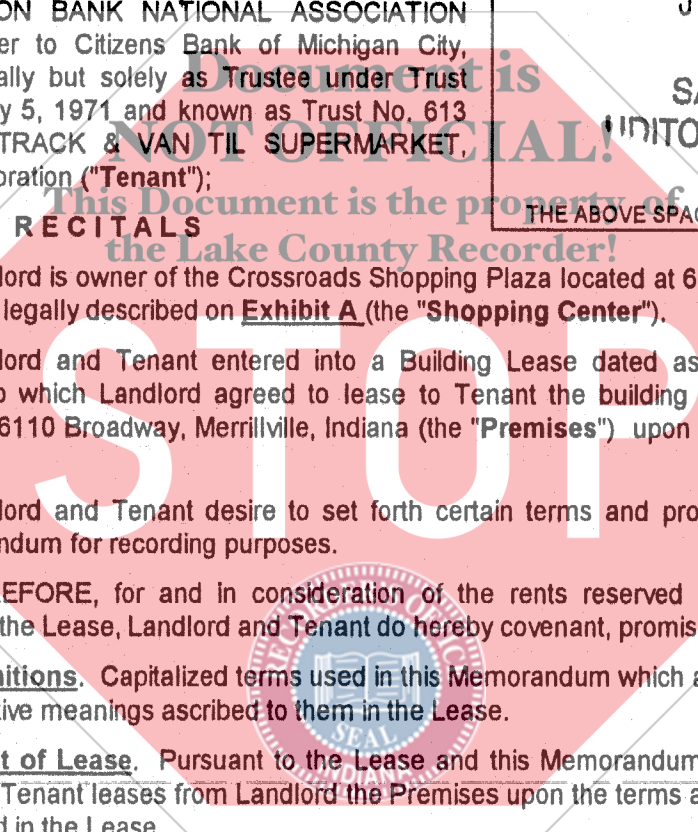 ON BANK NATIONAL ASSOCIATION
er to Citizens Bank of Michigan City,
ally but solely as Trustee under Trust
y 5, 1971 and known as Trust No. 613
TRACK & VAN TIL SUPERMARKET,
oration ("Tenant");
THE ABOVE SPAC
RECITALS
Document is
NOT OFFICIAL!
This Document is the property of
the Lake County Recorder!
lord is owner of the Crossroads Shopping Plaza located at 6
legally described on Exhibit A (the "Shopping Center").
lord and Tenant entered into a Building Lease dated as
o which Landlord agreed to lease to Tenant the building
6110 Broadway, Merrillville, Indiana (the "Premises") upon
STOP
lord and Tenant desire to set forth certain terms and pro
ndum for recording purposes.
EFORE, for and in consideration of the rents reserved
the Lease, Landlord and Tenant do hereby covenant, promis
nitions. Capitalized terms used in this Memorandum which a
tive meanings ascribed to them in the Lease.
SEAL
INDIANA
t of Lease. Pursuant to the Lease and this Memorandum
Tenant leases from Landlord the Premises upon the terms a
d in the Lease